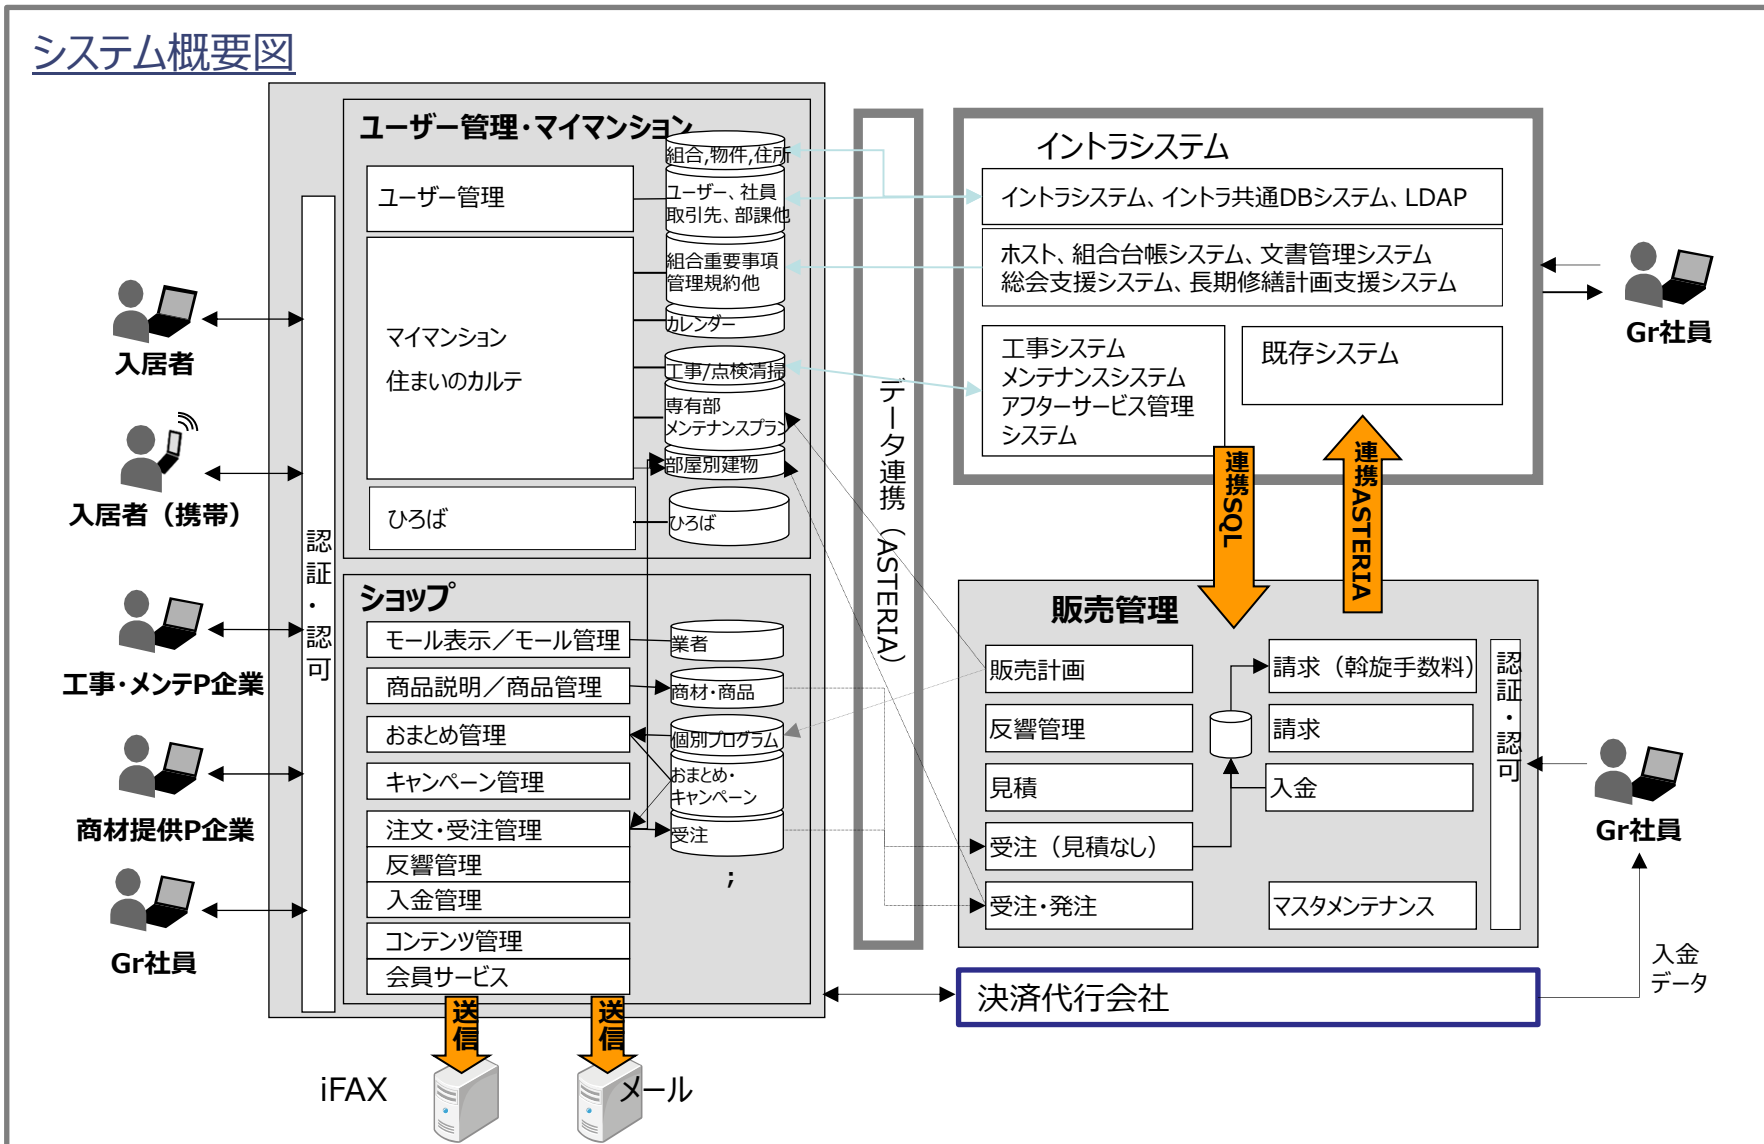 システム概要図
ユーザー管理・マイマンション
ユーザー管理
マイマンション
住まいのカルテ
ひろば
組合,物件,住所
ユーザー、社員
取引先、部課他
組合重要事項
管理規約他
カレンダー
工事/点検清掃
専有部
メンテナンスプラン
部屋別建物
ひろば
認証・認可
入居者
入居者（携帯）
工事・メンテP企業
商材提供P企業
Gr社員
ショップ
モール表示／モール管理
商品説明／商品管理
おまとめ管理
キャンペーン管理
注文・受注管理
反響管理
入金管理
コンテンツ管理
会員サービス
業者
商材・商品
個別プログラム
おまとめ・
キャンペーン
受注
;
送信
送信
iFAX
メール
データ連携（ASTERIA）
イントラシステム
イントラシステム、イントラ共通DBシステム、LDAP
ホスト、組合台帳システム、文書管理システム
総会支援システム、長期修繕計画支援システム
工事システム
メンテナンスシステム
アフターサービス管理
システム
既存システム
連携SQL
連携ASTERIA
Gr社員
販売管理
販売計画
反響管理
見積
受注（見積なし）
受注・発注
請求（斡旋手数料）
請求
入金
マスタメンテナンス
認証・認可
Gr社員
決済代行会社
入金
データ